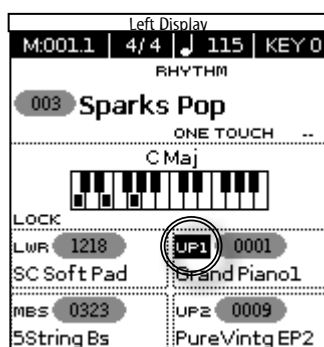 Left Display
M:001.1 4/4 ♩ 115 KEY 0
RHYTHM
003 Sparks Pop
ONE TOUCH --
C Maj
LOCK
LWR 1218 UP1 0001
SC Soft Pad Grand Piano1
MBS 0323 UP2 0009
5String Bs PureVintg EP2